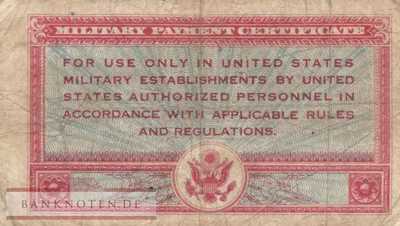 MILITARY PAYMENT CERTIFICATE
FOR USE ONLY IN UNITED STATES
MILITARY ESTABLISHMENTS BY UNITED
STATES AUTHORIZED PERSONNEL IN
ACCORDANCE WITH APPLICABLE RULES
AND REGULATIONS.
BANKNOTEN.DE